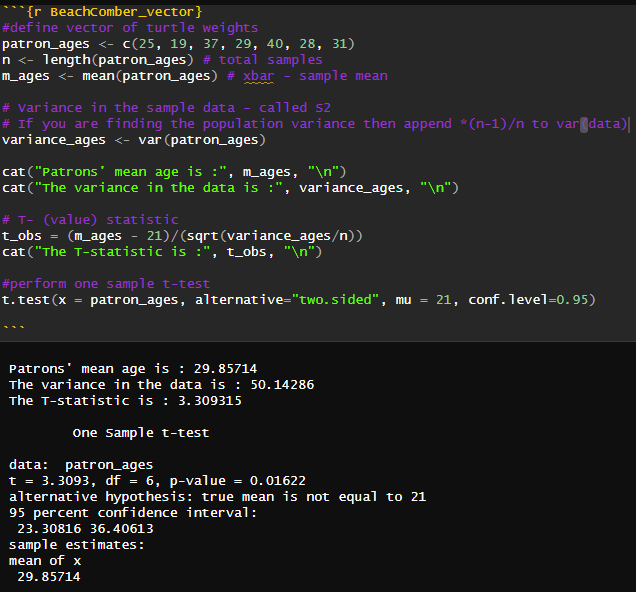 ```{r BeachComber_vector}
#define vector of turtle weights
patron_ages <- c(25, 19, 37, 29, 40, 28, 31)
n <- length(patron_ages) # total samples
m_ages <- mean(patron_ages) # xbar - sample mean
# Variance in the sample data - called S2
# If you are finding the population variance then append *(n-1)/n to var(data)
variance_ages <- var(patron_ages)
cat("Patrons' mean age is :", m_ages, "\n")
cat("The variance in the data is :", variance_ages, "\n")
# T- (value) statistic
t_obs = (m_ages - 21)/(sqrt(variance_ages/n))
cat("The T-statistic is :", t_obs, "\n")
#perform one sample t-test
t.test(x = patron_ages, alternative="two.sided", mu = 21, conf.level=0.95)
```
Patrons' mean age is : 29.85714
The variance in the data is : 50.14286
The T-statistic is : 3.309315
One Sample t-test
data:  patron_ages
t = 3.3093, df = 6, p-value = 0.01622
alternative hypothesis: true mean is not equal to 21
95 percent confidence interval:
23.30816 36.40613
sample estimates:
mean of x
29.85714